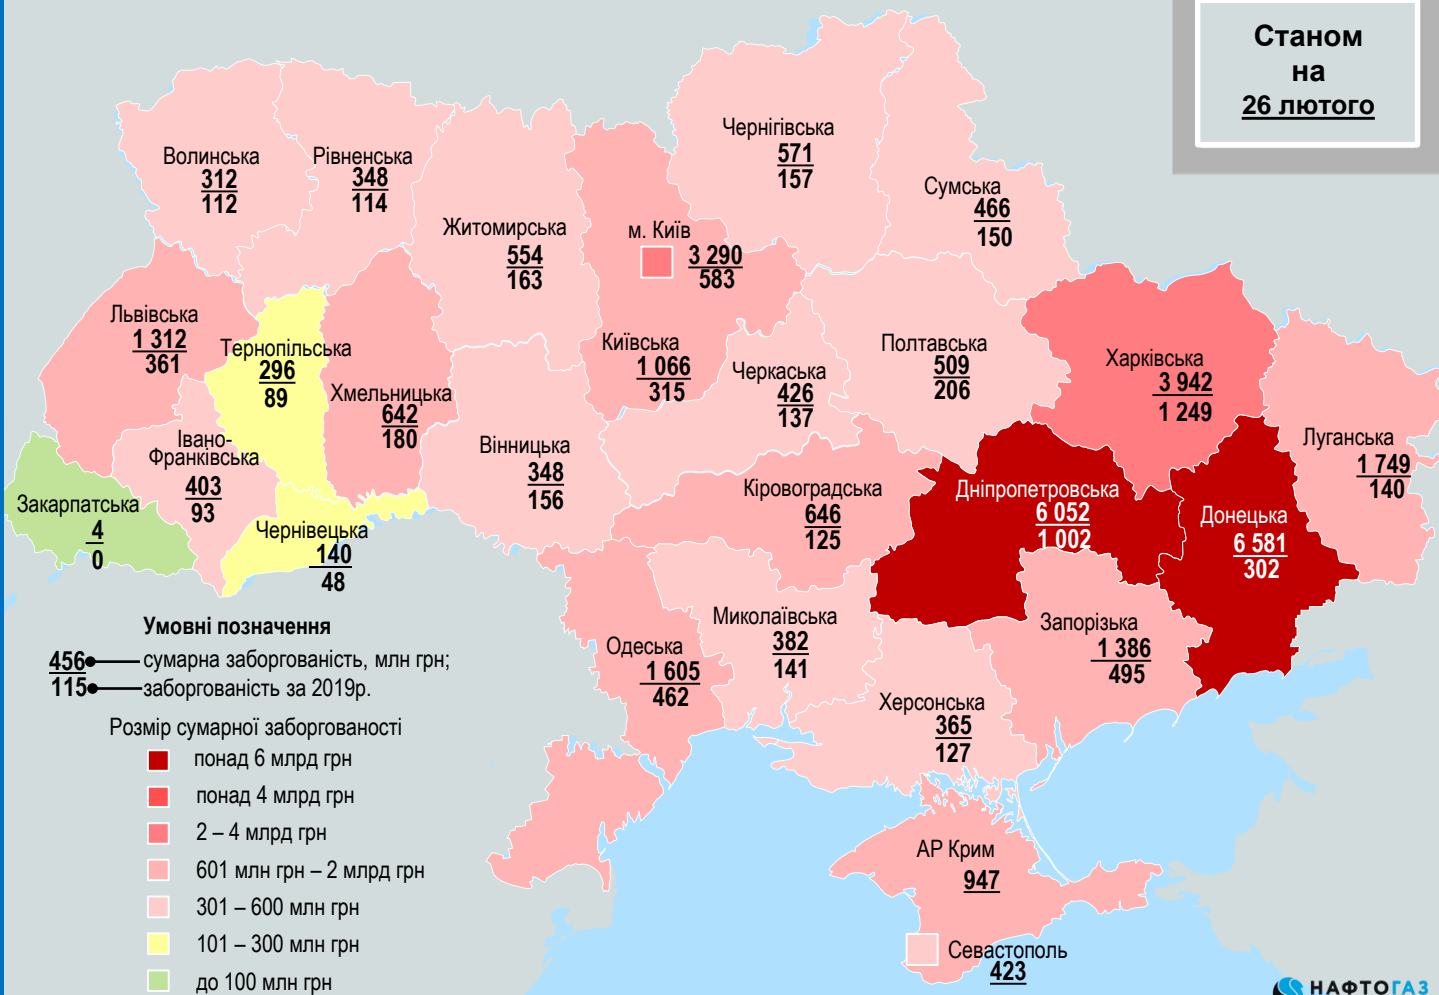 Станом
на
26 лютого
Волинська
312
112
Рівненська
348
114
Житомирська
554
163
м. Київ
3 290
583
Чернігівська
571
157
Сумська
466
150
Львівська
1 312
361
Тернопільська
296
89
Хмельницька
642
180
Київська
1 066
315
Черкаська
426
137
Полтавська
509
206
Харківська
3 942
1 249
Луганська
1 749
140
Івано-
Франківська
403
93
Закарпатська
4
0
Чернівецька
140
48
Вінницька
348
156
Кіровоградська
646
125
Дніпропетровська
6 052
1 002
Донецька
6 581
302
Одеська
1 605
462
Миколаївська
382
141
Запорізька
1 386
495
Херсонська
365
127
АР Крим
947
Севастополь
423
Умовні позначення
456 сумарна заборгованість, млн грн;
115 заборгованість за 2019р.
Розмір сумарної заборгованості
понад 6 млрд грн
понад 4 млрд грн
2 – 4 млрд грн
601 млн грн – 2 млрд грн
301 – 600 млн грн
101 – 300 млн грн
до 100 млн грн
НАФТОГАЗ